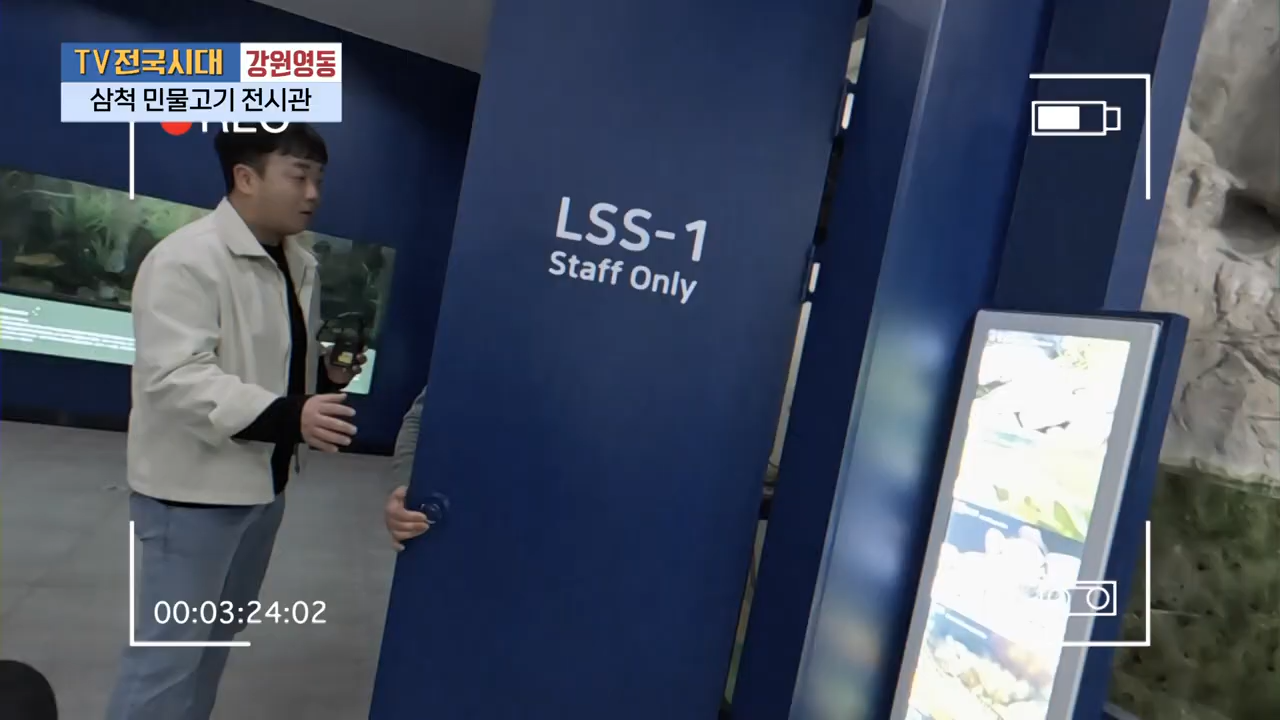 TV전국시대 강원영동
삼척 민물고기 전시관
REC
LSS-1
Staff Only
00:03:24:02